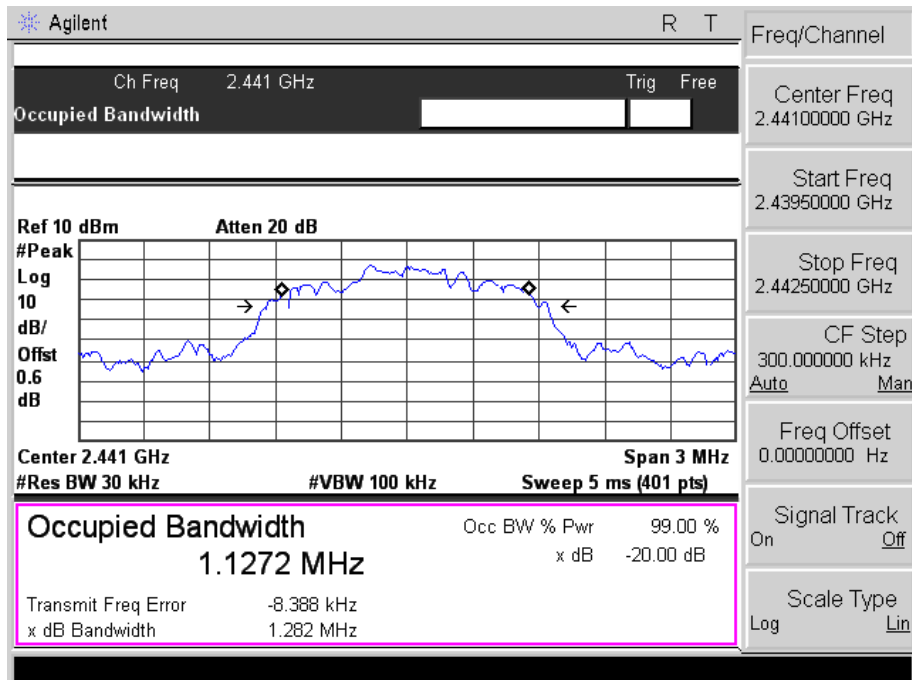 Agilent R T
Ch Freq 2.441 GHz Trig Free
Occupied Bandwidth
Ref 10 dBm Atten 20 dB
#Peak
Log
10
dB/
Offst
0.6
dB
Center 2.441 GHz Span 3 MHz
#Res BW 30 kHz #VBW 100 kHz Sweep 5 ms (401 pts)
Occupied Bandwidth Occ BW % Pwr 99.00 %
1.1272 MHz x dB -20.00 dB
Transmit Freq Error -8.388 kHz
x dB Bandwidth 1.282 MHz
Freq/Channel
Center Freq
2.44100000 GHz
Start Freq
2.43950000 GHz
Stop Freq
2.44250000 GHz
CF Step
300.000000 kHz
Auto Man
Freq Offset
0.00000000 Hz
Signal Track
On Off
Scale Type
Log Lin